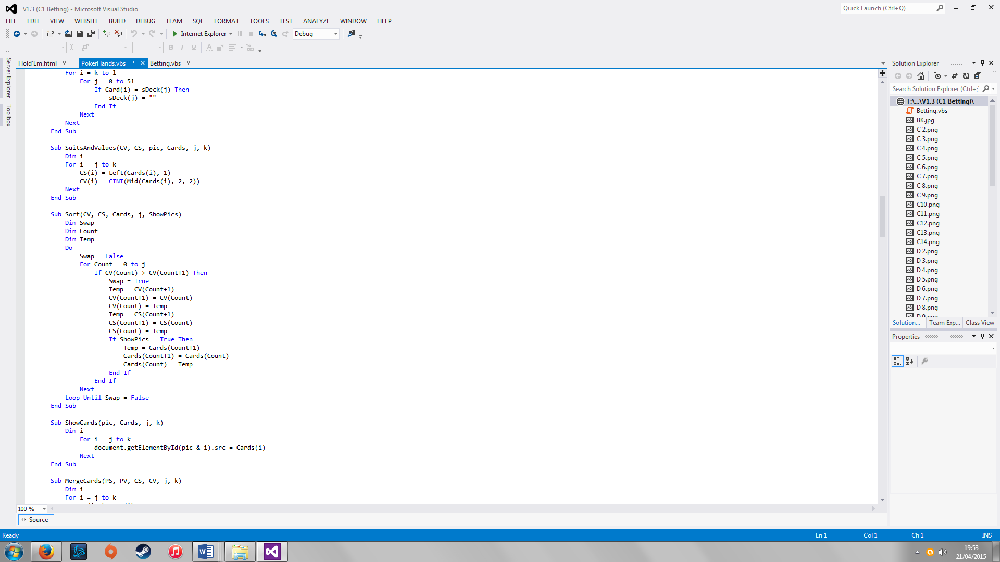 V1.3 (C1 Betting) - Microsoft Visual Studio
Quick Launch (Ctrl+Q)
FILE EDIT VIEW WEBSITE BUILD DEBUG TEAM SQL FORMAT TOOLS TEST ANALYZE WINDOW HELP
Internet Explorer
Debug
B I U A
Server Explorer
Toolbox
Hold'Em.html
PokerHands.vbs
Betting.vbs
For i = k to l
For j = 0 to 51
If Card(i) = sDeck(j) Then
sDeck(j) = ""
End If
Next
Next
End Sub
Sub SuitsAndValues(CV, CS, pic, Cards, j, k)
Dim i
For i = j to k
CS(i) = Left(Cards(i), 1)
CV(i) = CINT(Mid(Cards(i), 2, 2))
Next
End Sub
Sub Sort(CV, CS, Cards, j, ShowPics)
Dim Swap
Dim Count
Dim Temp
Do
Swap = False
For Count = 0 to j
If CV(Count) > CV(Count+1) Then
Swap = True
Temp = CV(Count+1)
CV(Count+1) = CV(Count)
CV(Count) = Temp
Temp = CS(Count+1)
CS(Count+1) = CS(Count)
CS(Count) = Temp
If ShowPics = True Then
Temp = Cards(Count+1)
Cards(Count+1) = Cards(Count)
Cards(Count) = Temp
End If
End If
Next
Loop Until Swap = False
End Sub
Sub ShowCards(pic, Cards, j, k)
Dim i
For i = j to k
document.getElementById(pic & i).src = Cards(i)
Next
End Sub
Sub MergeCards(PS, PV, CS, CV, j, k)
Dim i
For i = j to k
100 %
Source
Solution Explorer
Search Solution Explorer (Ctrl+;
F:\...\V1.3 (C1 Betting)\
Betting.vbs
BK.jpg
C 2.png
C 3.png
C 4.png
C 5.png
C 6.png
C 7.png
C 8.png
C 9.png
C10.png
C11.png
C12.png
C13.png
C14.png
D 2.png
D 3.png
D 4.png
D 5.png
D 6.png
D 7.png
D 8.png
D 9.png
Solution... Team Exp... Class View
Properties
Ready
Ln 1
Col 1
Ch 1
INS
19:53
21/04/2015